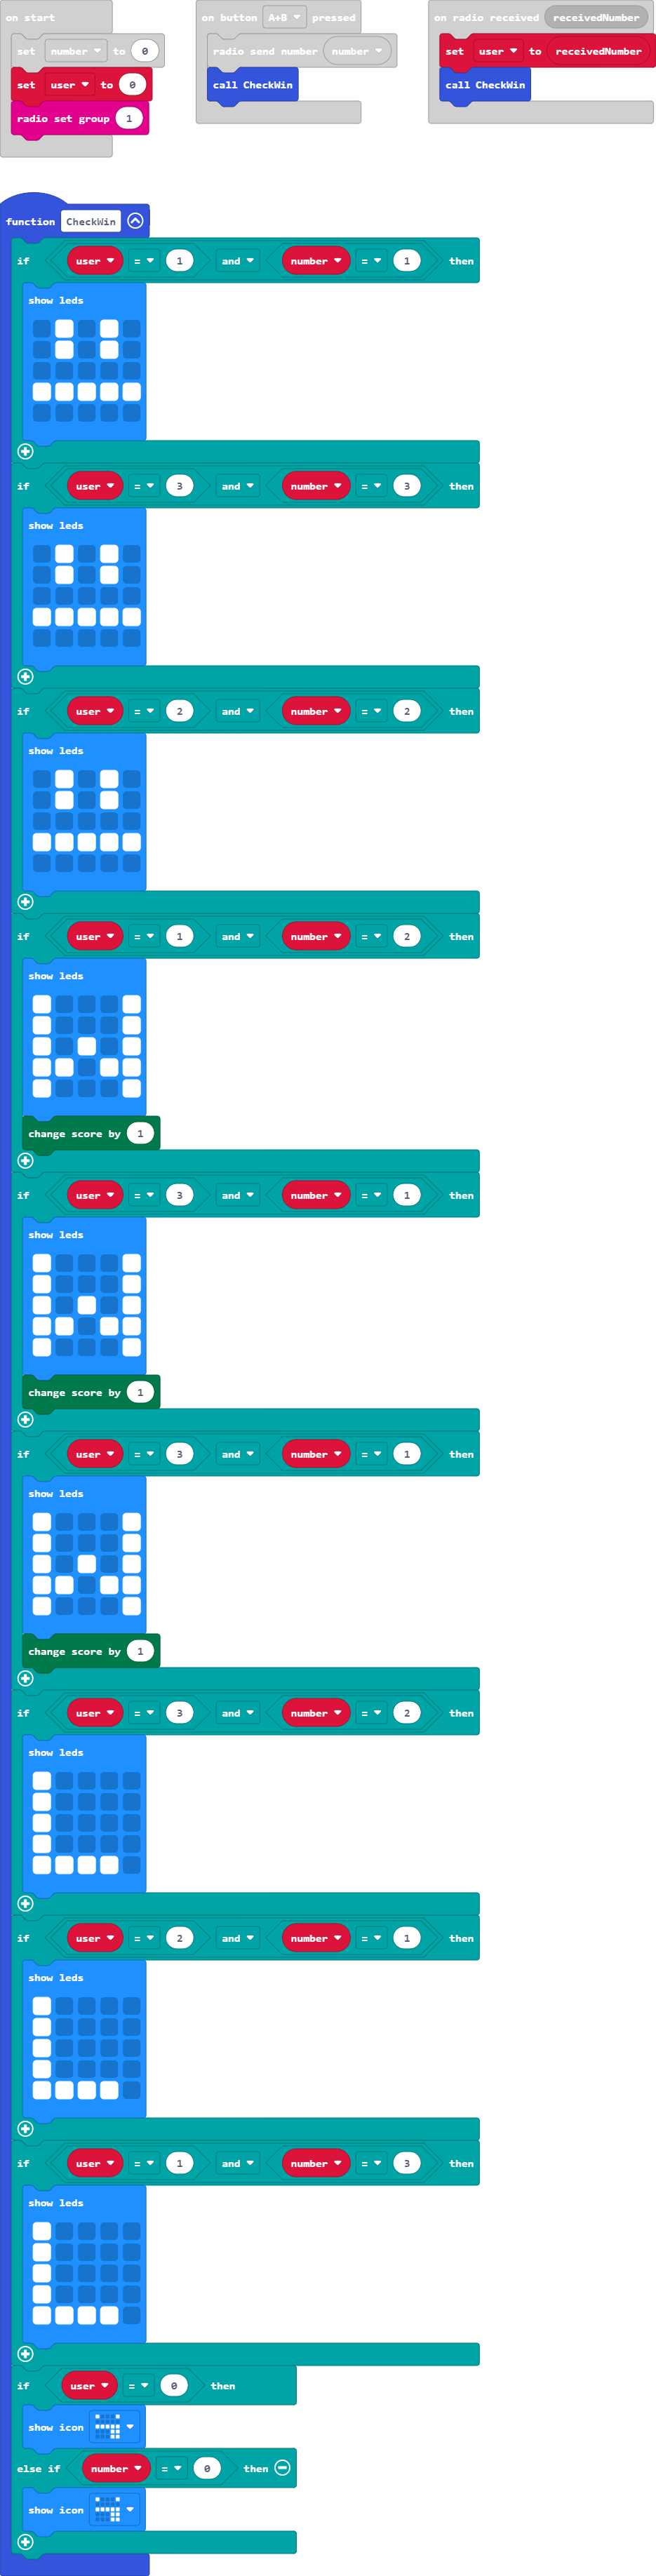 on start
set number to 0
set user to 0
radio set group 1
on button A+B pressed
radio send number number
call CheckWin
on radio received receivedNumber
set user to receivedNumber
call CheckWin
function CheckWin
if user = 1 and number = 1 then
show leds
if user = 3 and number = 3 then
show leds
if user = 2 and number = 2 then
show leds
if user = 1 and number = 2 then
show leds
change score by 1
if user = 3 and number = 1 then
show leds
change score by 1
if user = 3 and number = 1 then
show leds
change score by 1
if user = 3 and number = 2 then
show leds
if user = 2 and number = 1 then
show leds
if user = 1 and number = 3 then
show leds
if user = 0 then
show icon
else if number = 0 then
show icon